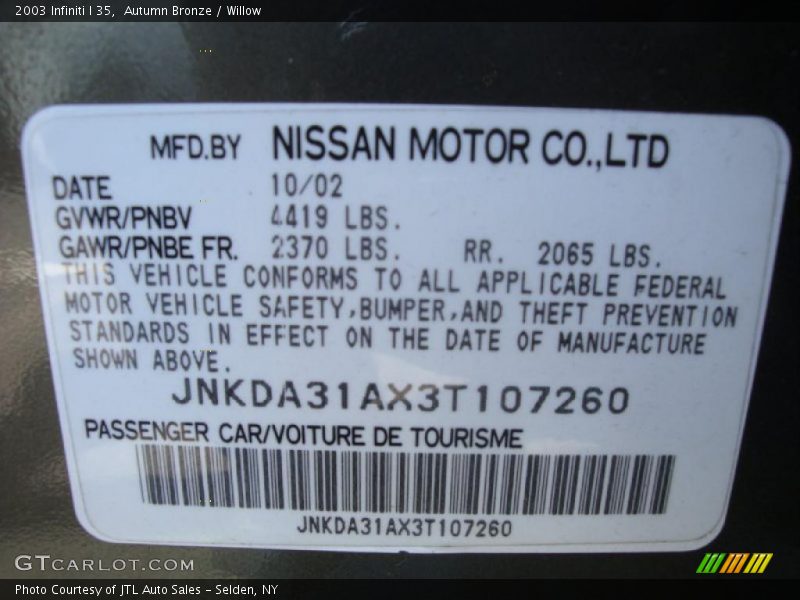 2003 Infiniti I 35,  Autumn Bronze / Willow
MFD.BY NISSAN MOTOR CO.,LTD
DATE 10/02
GVWR/PNBV 4419 LBS.
GAWR/PNBE FR. 2370 LBS. RR. 2065 LBS.
THIS VEHICLE CONFORMS TO ALL APPLICABLE FEDERAL
MOTOR VEHICLE SAFETY,BUMPER,AND THEFT PREVENTION
STANDARDS IN EFFECT ON THE DATE OF MANUFACTURE
SHOWN ABOVE.
JNKDA31AX3T107260
PASSENGER CAR/VOITURE DE TOURISME
JNKDA31AX3T107260
GTCARLOT.COM
Photo Courtesy of JTL Auto Sales - Selden, NY